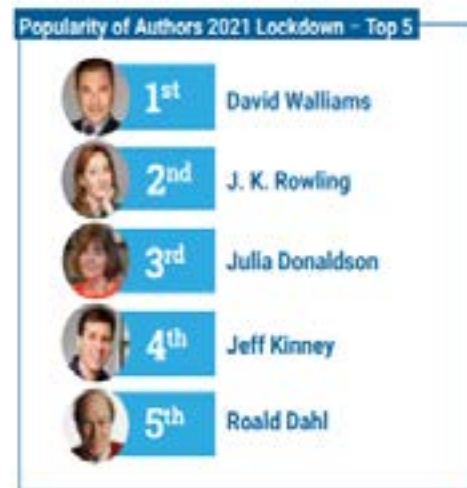 Popularity of Authors 2021 Lockdown – Top 5
1st David Walliams
2nd J. K. Rowling
3rd Julia Donaldson
4th Jeff Kinney
5th Roald Dahl